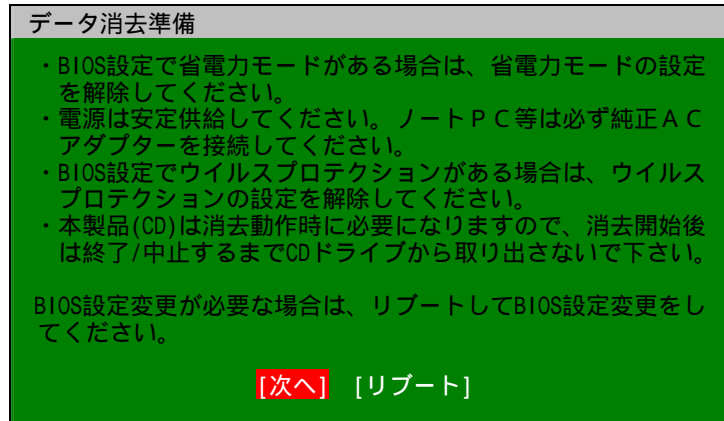 データ消去準備
・BIOS設定で省電力モードがある場合は、省電力モードの設定
を解除してください。
・電源は安定供給してください。ノートＰＣ等は必ず純正ＡＣ
アダプターを接続してください。
・BIOS設定でウイルスプロテクションがある場合は、ウイルス
プロテクションの設定を解除してください。
・本製品(CD)は消去動作時に必要になりますので、消去開始後
は終了/中止するまでCDドライブから取り出さないで下さい。
BIOS設定変更が必要な場合は、リブートしてBIOS設定変更をし
てください。
[次へ] [リブート]